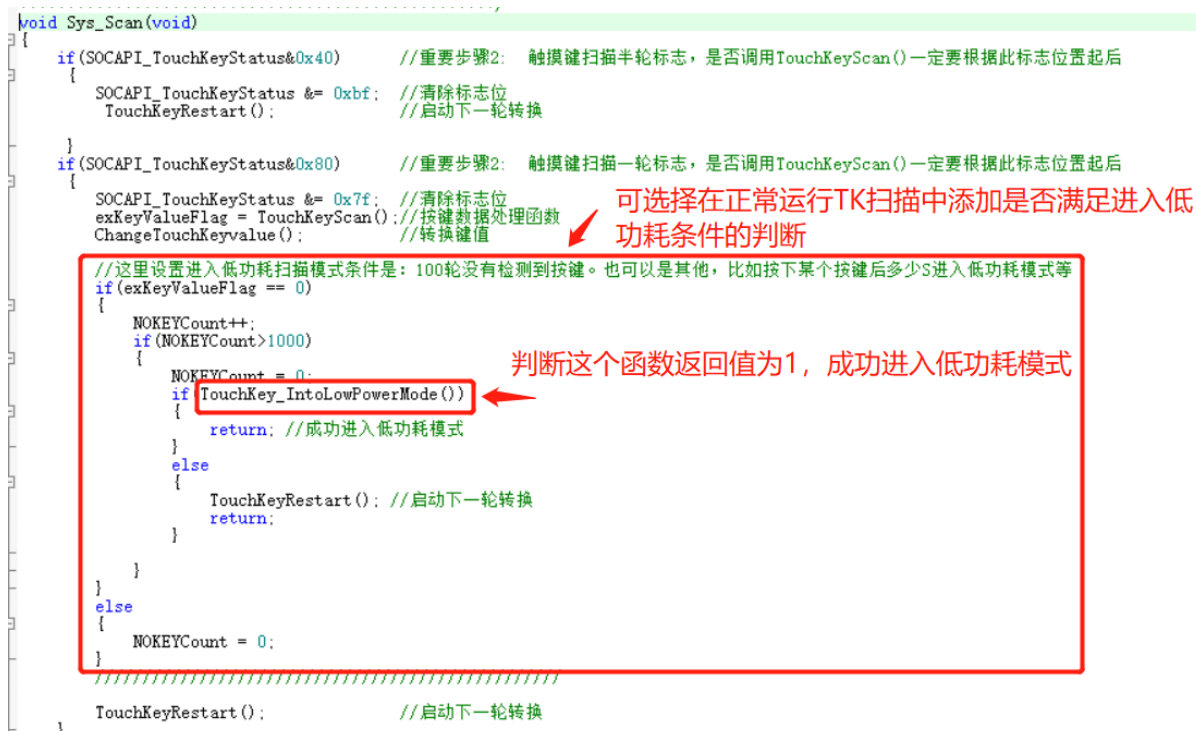 void Sys_Scan(void)
{
if(SOCAPI_TouchKeyStatus&0x40) //重要步骤2: 触摸键扫描半轮标志，是否调用TouchKeyScan()一定要根据此标志位置起后
{
SOCAPI_TouchKeyStatus &= 0xbf; //清除标志位
TouchKeyRestart(); //启动下一轮转换
}
if(SOCAPI_TouchKeyStatus&0x80) //重要步骤2: 触摸键扫描一轮标志，是否调用TouchKeyScan()一定要根据此标志位置起后
{
SOCAPI_TouchKeyStatus &= 0x7f; //清除标志位
exKeyValueFlag = TouchKeyScan();//按键数据处理函数
ChangeTouchKeyvalue(); //转换键值
可选择在正常运行TK扫描中添加是否满足进入低
功耗条件的判断
//这里设置进入低功耗扫描模式条件是：100轮没有检测到按键。也可以是其他，比如按下某个按键后多少S进入低功耗模式等
if(exKeyValueFlag == 0)
{
NOKEYCount++;
if(NOKEYCount>1000)
{
NOKEYCount = 0;
if(TouchKey_IntoLowPowerMode())
判断这个函数返回值为1，成功进入低功耗模式
{
return; //成功进入低功耗模式
}
else
{
TouchKeyRestart(); //启动下一轮转换
return;
}
}
}
else
{
NOKEYCount = 0;
}
//////////////////////////////////////////////////
TouchKeyRestart(); //启动下一轮转换
}